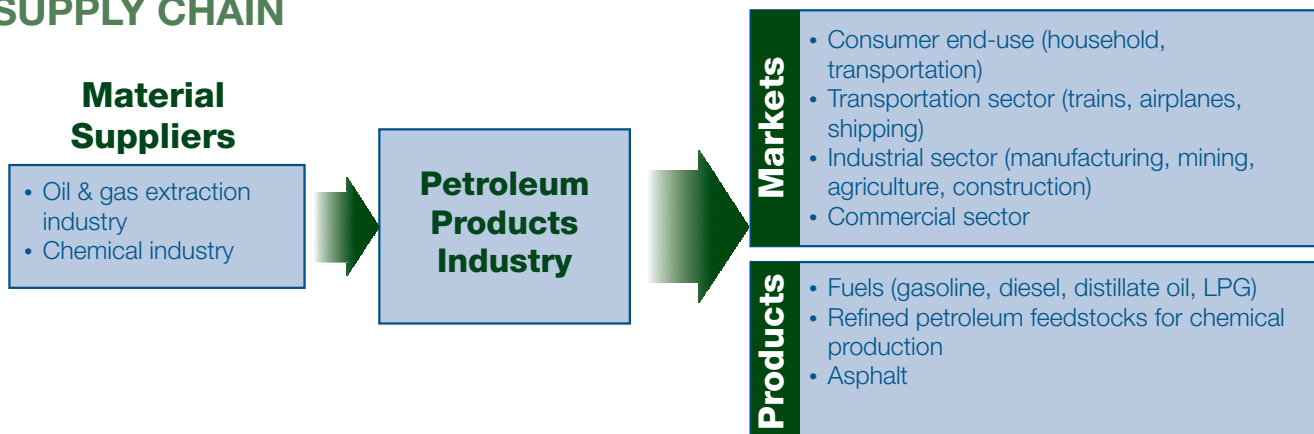 SUPPLY CHAIN
Material
Suppliers
• Oil & gas extraction
industry
• Chemical industry
Petroleum
Products
Industry
Markets
• Consumer end-use (household,
transportation)
• Transportation sector (trains, airplanes,
shipping)
• Industrial sector (manufacturing, mining,
agriculture, construction)
• Commercial sector
Products
• Fuels (gasoline, diesel, distillate oil, LPG)
• Refined petroleum feedstocks for chemical
production
• Asphalt